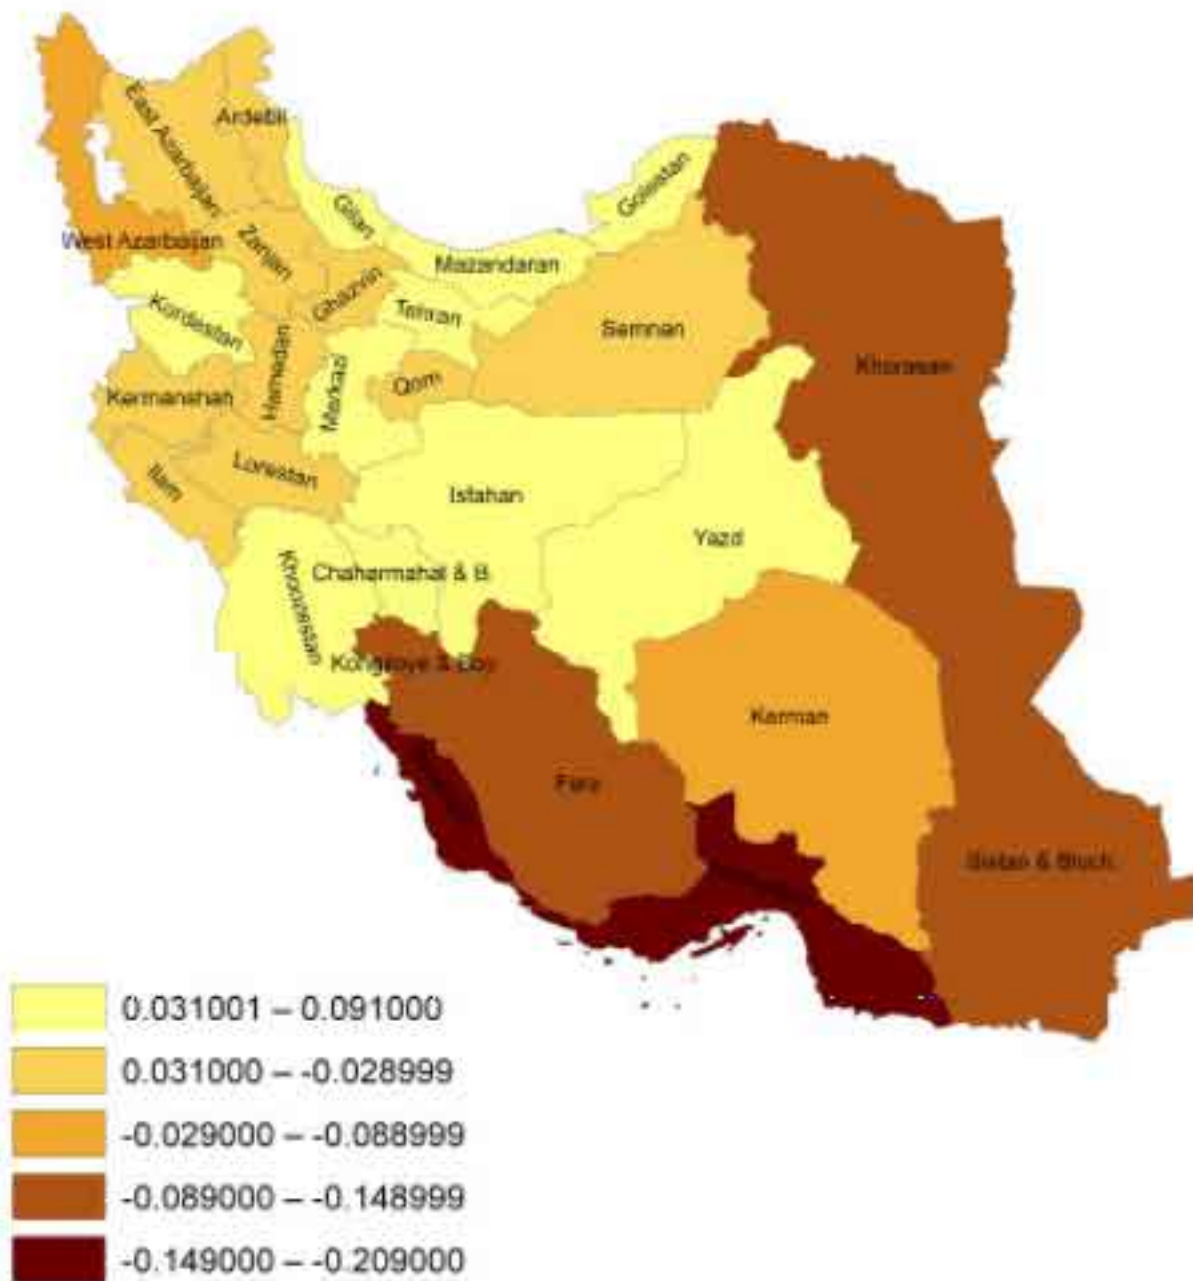 Ardebil
East Azarbaijan
Golestan
Gilan
West Azarbaijan
Zanjan
Mazandaran
Ghazvin
Kordestan
Tehran
Semnan
Khorasan
Hamedan
Markazi
Qom
Kermanshah
Lorestan
Ilam
Isfahan
Yazd
Chaharmahal & B.
Khoozestan
Kerman
Fars
Sistan & Bluch.
0.031001 – 0.091000
0.031000 – -0.028999
-0.029000 – -0.088999
-0.089000 – -0.148999
-0.149000 – -0.209000